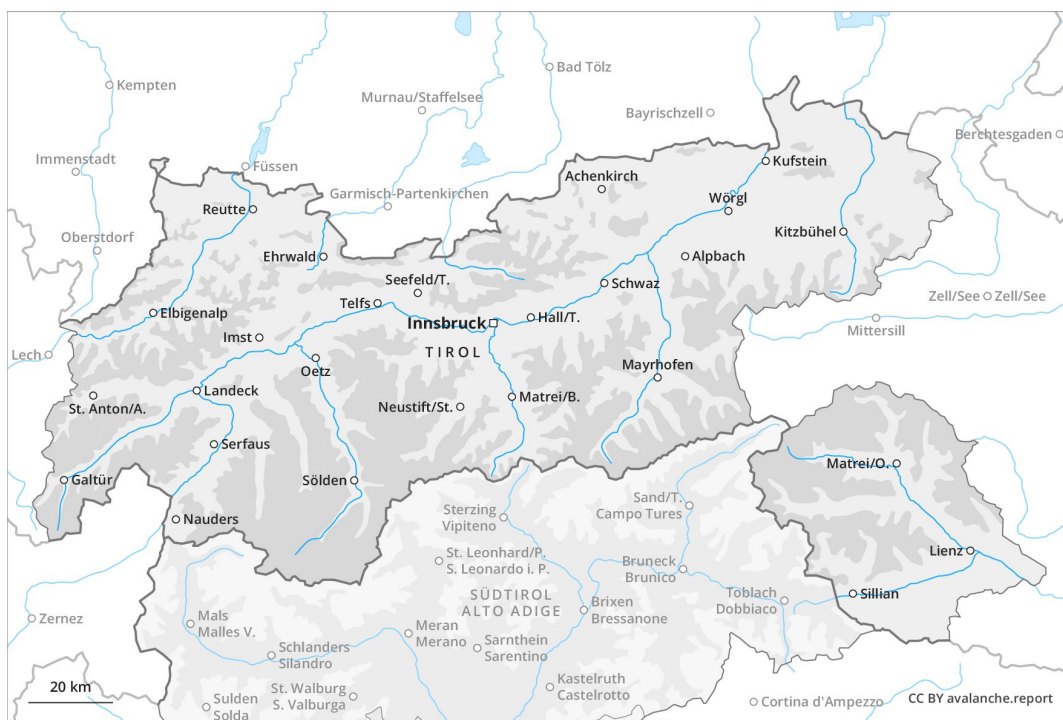 Kempten
Bad Tölz
Murnau/Staffelsee
Bayrischzell
Berchtesgaden
Immenstadt
Füssen
Kufstein
Achenkirch
Garmisch-Partenkirchen
Wörgl
Reutte
Kitzbühel
Oberstdorf
Ehrwald
Alpbach
Seefeld/T.
Schwaz
Zell/See
Zell/See
Telfs
Elbigenalp
Innsbruck
Hall/T.
Mittersill
Imst
Lech
TIROL
Oetz
Mayrhofen
Landeck
St. Anton/A.
Neustift/St.
Matrei/B.
Serfaus
Matrei/O.
Galtür
Sölden
Sand/T.
Campo Tures
Sterzing
Vipiteno
Nauders
Lienz
St. Leonhard/P.
S. Leonardo i. P.
Bruneck
Brunico
SÜDTIROL
ALTO ADIGE
Sillian
Toblach
Dobbiaco
Brixen
Bressanone
Zernez
Mals
Malles V.
Meran
Merano
Sarnthein
Sarentino
Schlanders
Silandro
Kastelruth
Castelrotto
20 km
St. Walburg
S. Valburga
Sulden
Solda
Cortina d'Ampezzo
CC BY avalanche.report